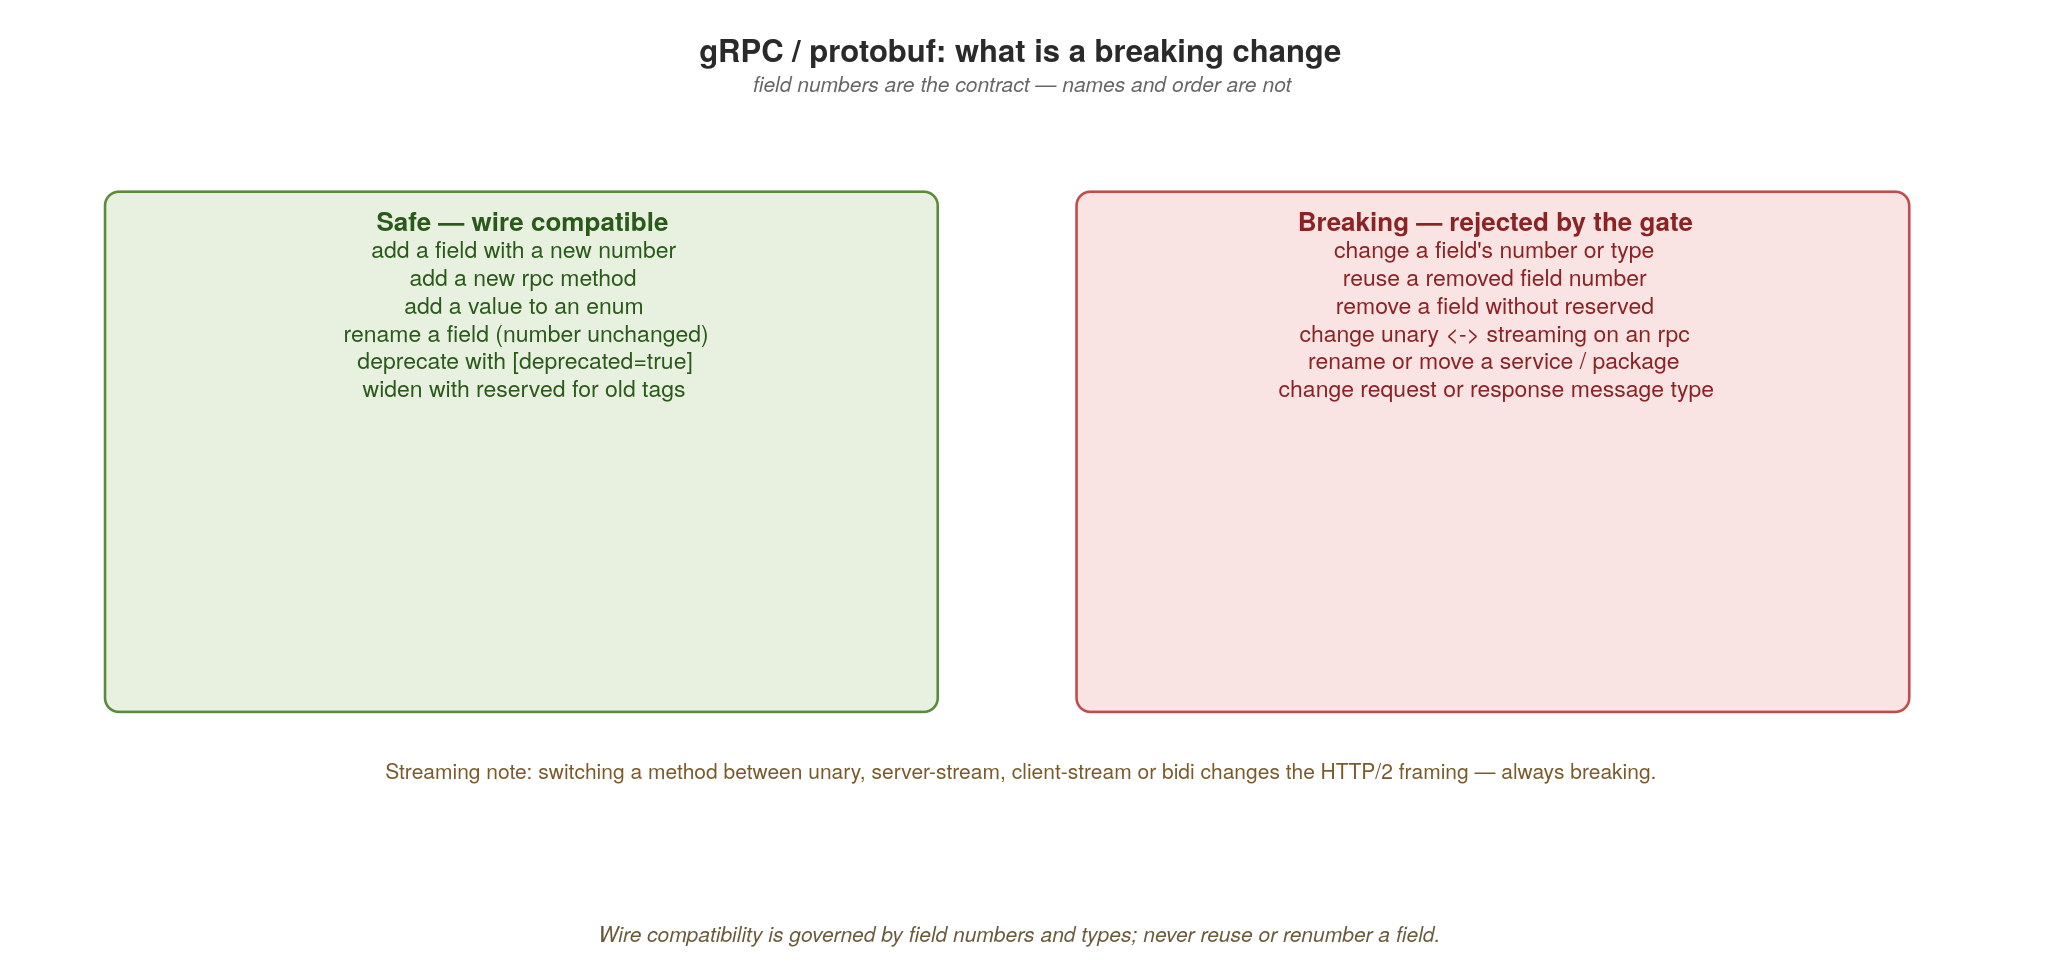 gRPC / protobuf: what is a breaking change
field numbers are the contract — names and order are not
Safe — wire compatible
add a field with a new number
add a new rpc method
add a value to an enum
rename a field (number unchanged)
deprecate with [deprecated=true]
widen with reserved for old tags
Breaking — rejected by the gate
change a field's number or type
reuse a removed field number
remove a field without reserved
change unary <-> streaming on an rpc
rename or move a service / package
change request or response message type
Streaming note: switching a method between unary, server-stream, client-stream or bidi changes the HTTP/2 framing — always breaking.
Wire compatibility is governed by field numbers and types; never reuse or renumber a field.